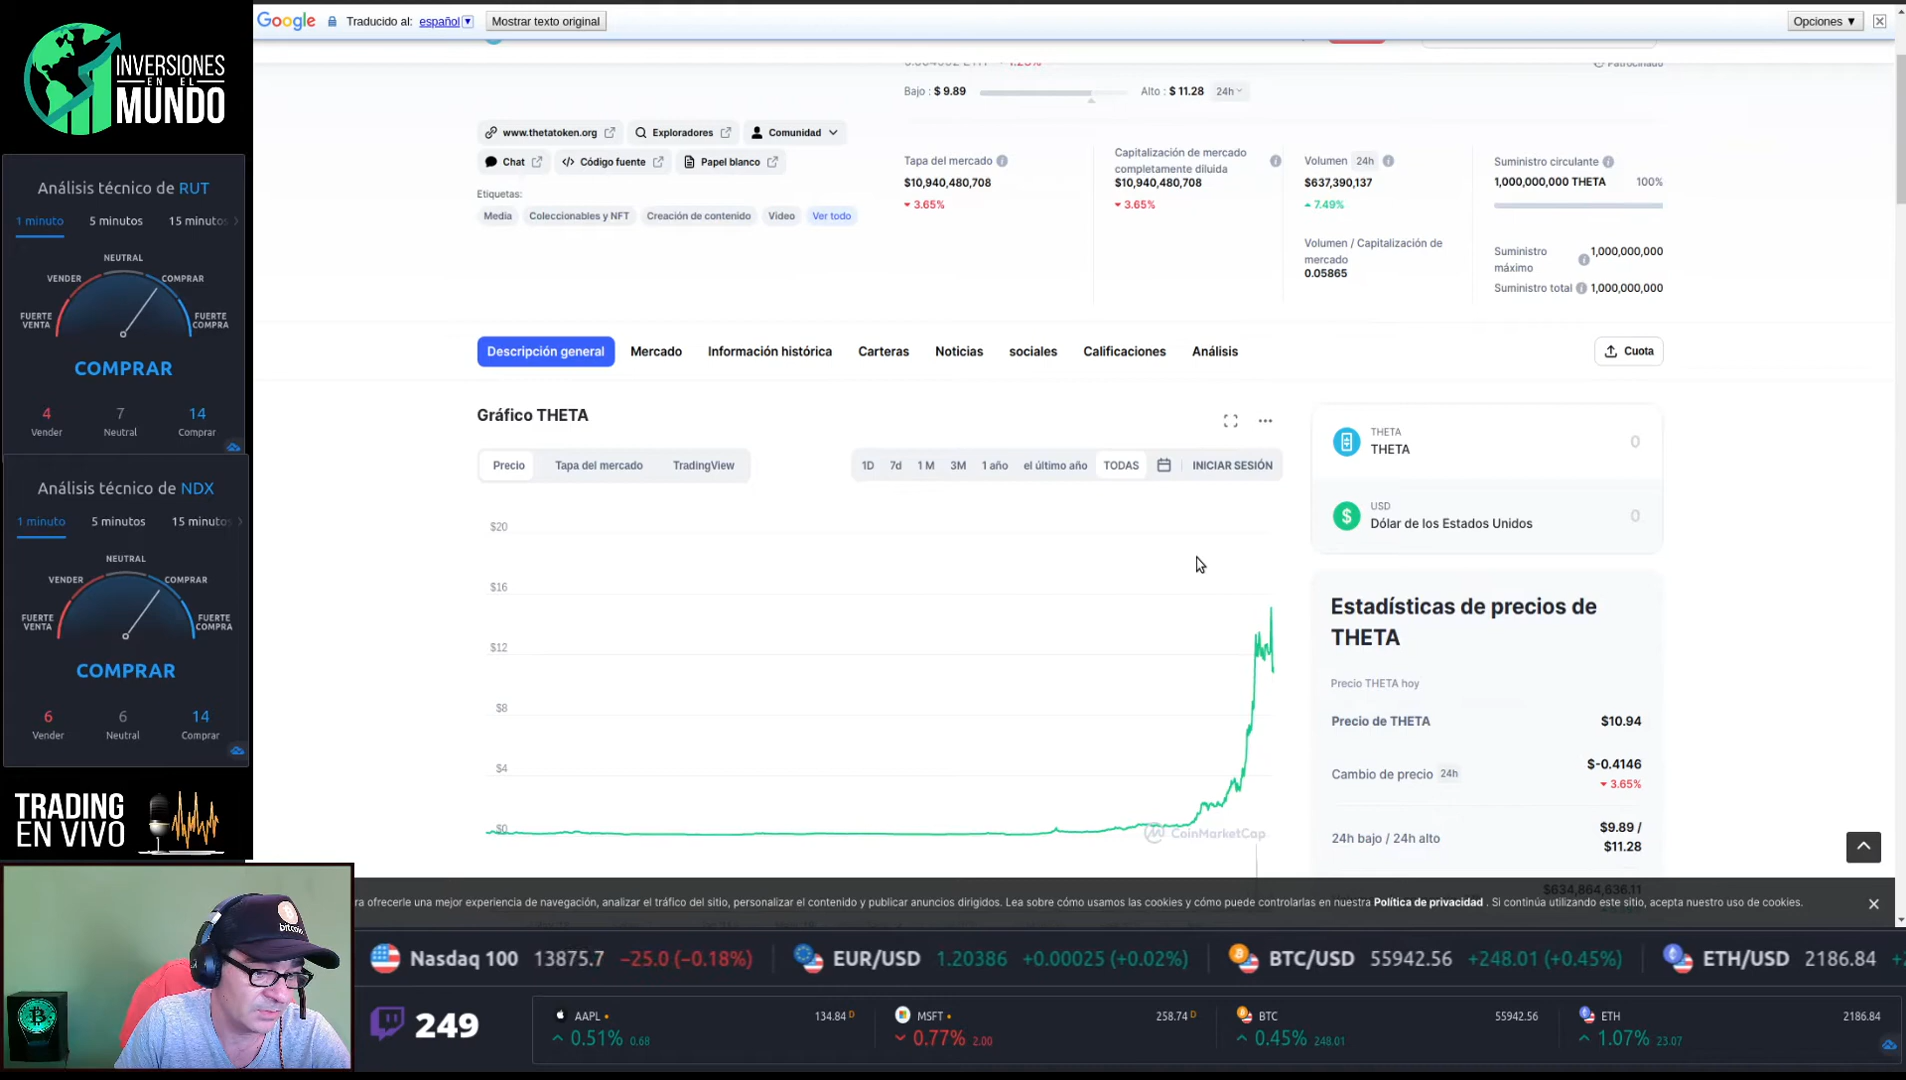 INVERSIONES
EN EL
MUNDO
Análisis técnico de RUT
1 minuto 5 minutos 15 minutos
NEUTRAL
VENDER COMPRAR
FUERTE VENTA FUERTE COMPRA
COMPRAR
4 7 14
Vender Neutral Comprar
Análisis técnico de NDX
1 minuto 5 minutos 15 minutos
NEUTRAL
VENDER COMPRAR
FUERTE VENTA FUERTE COMPRA
COMPRAR
6 6 14
Vender Neutral Comprar
TRADING
EN VIVO
bitcoin
Google Traducido al: español Mostrar texto original Opciones ▼
Patrocinado
Bajo : $ 9.89 Alto : $ 11.28 24h
www.thetatoken.org Exploradores Comunidad
Chat Código fuente Papel blanco
Etiquetas:
Media Coleccionables y NFT Creación de contenido Video Ver todo
Tapa del mercado
$10,940,480,708
3.65%
Capitalización de mercado
completamente diluida
$10,940,480,708
3.65%
Volumen 24h
$637,390,137
7.49%
Volumen / Capitalización de
mercado
0.05865
Suministro circulante
1,000,000,000 THETA 100%
Suministro máximo 1,000,000,000
Suministro total 1,000,000,000
Descripción general Mercado Información histórica Carteras Noticias sociales Calificaciones Análisis Cuota
Gráfico THETA
Precio Tapa del mercado TradingView 1D 7d 1 M 3M 1 año el último año TODAS INICIAR SESIÓN
$20
$16
$12
$8
$4
$0
CoinMarketCap
THETA
THETA 0
USD
Dólar de los Estados Unidos 0
Estadísticas de precios de
THETA
Precio THETA hoy
Precio de THETA $10.94
Cambio de precio 24h $-0.4146
3.65%
24h bajo / 24h alto $9.89 /
$11.28
$634,864,636.11
ra ofrecerle una mejor experiencia de navegación, analizar el tráfico del sitio, personalizar el contenido y publicar anuncios dirigidos. Lea sobre cómo usamos las cookies y cómo puede controlarlas en nuestra Política de privacidad . Si continúa utilizando este sitio, acepta nuestro uso de cookies.
Nasdaq 100 13875.7 −25.0 (−0.18%) EUR/USD 1.20386 +0.00025 (+0.02%) BTC/USD 55942.56 +248.01 (+0.45%) ETH/USD 2186.84
249
AAPL 134.84 D
0.51% 0.68
MSFT 258.74 D
0.77% 2.00
BTC 55942.56
0.45% 248.01
ETH 2186.84
1.07% 23.07